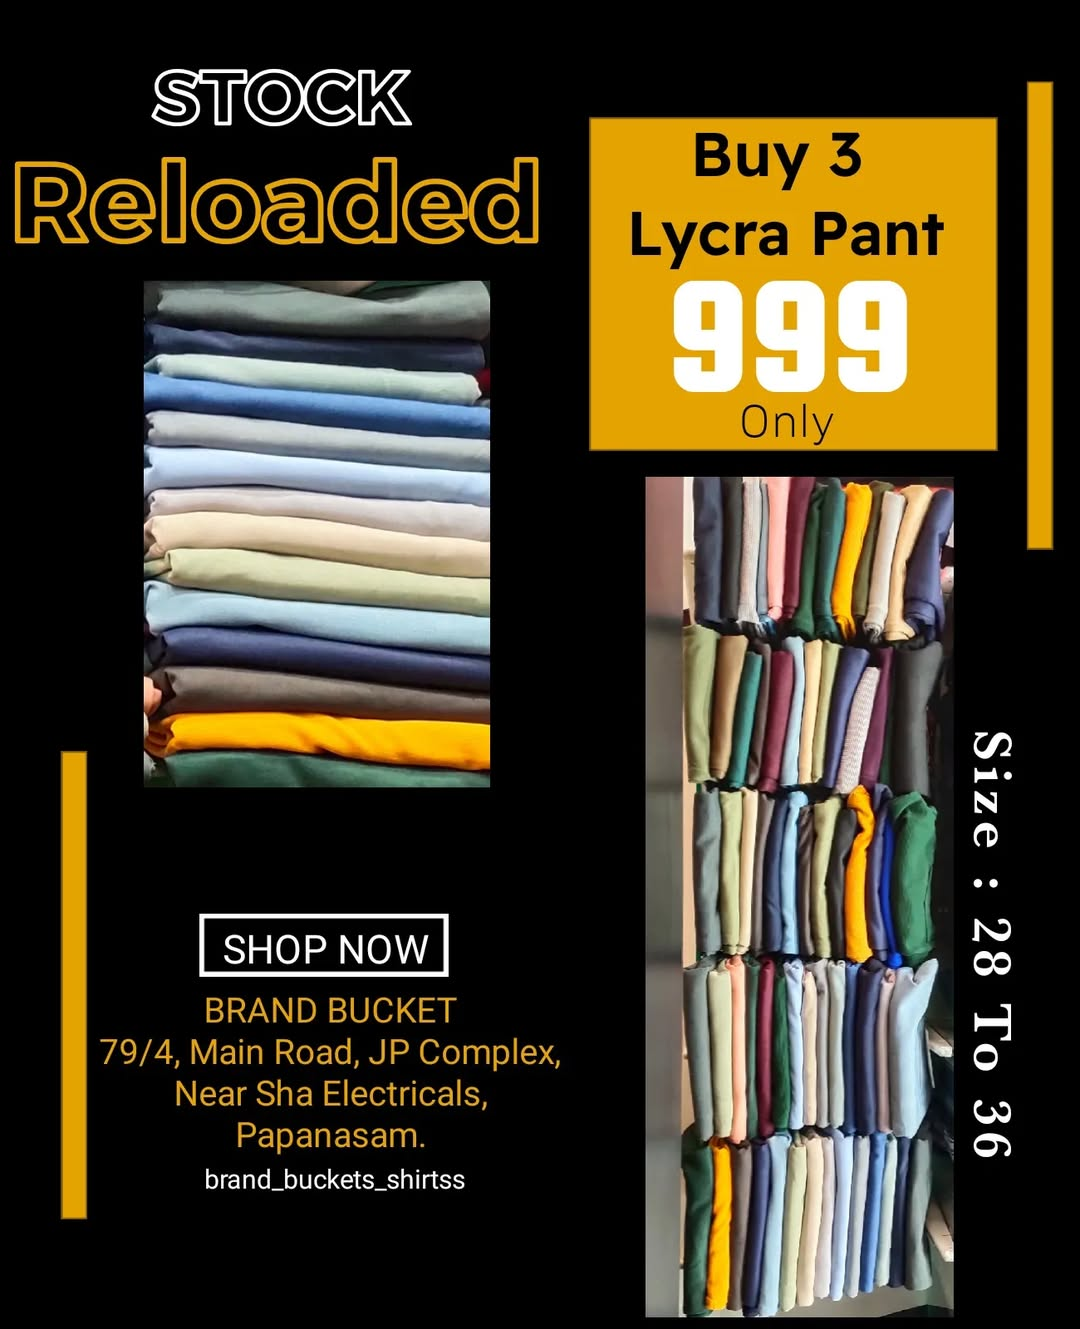 STOCK
Reloaded
Buy 3
Lycra Pant
999
Only
Size : 28 To 36
SHOP NOW
BRAND BUCKET
79/4, Main Road, JP Complex,
Near Sha Electricals,
Papanasam.
brand_buckets_shirtss